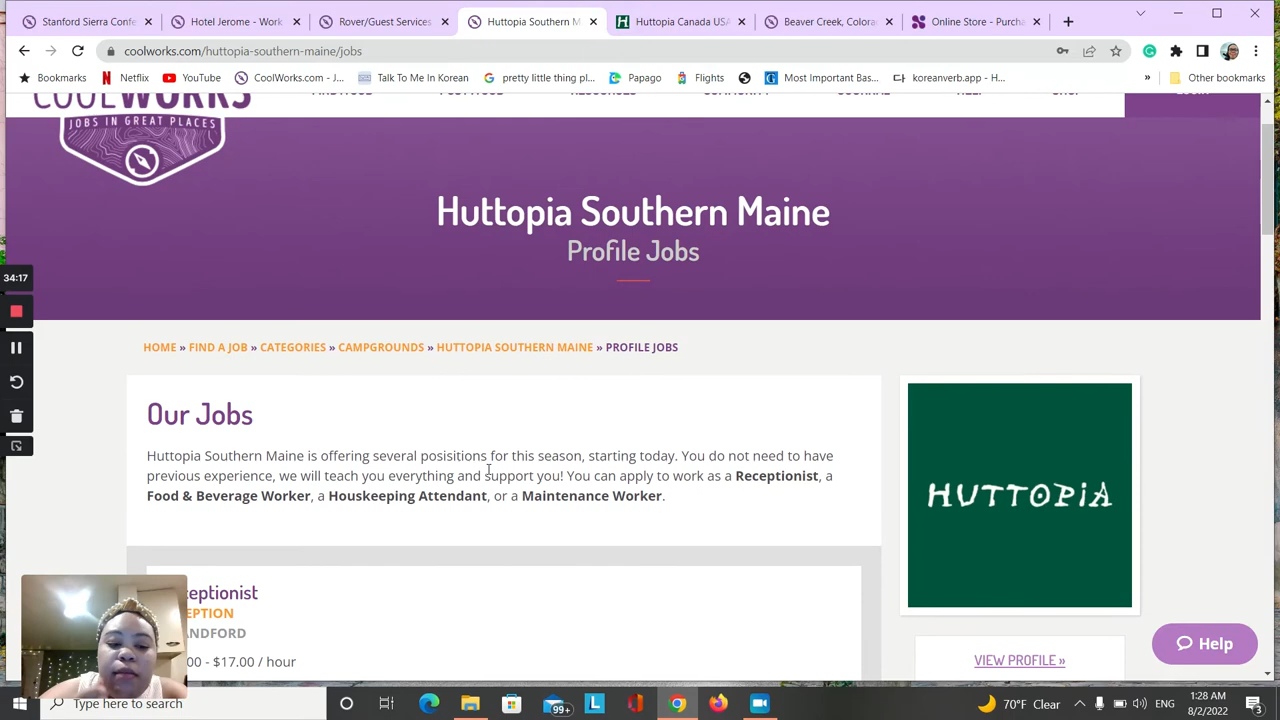 Stanford Sierra Confe
Hotel Jerome - Work
Rover/Guest Services
Huttopia Southern M
Huttopia Canada USA
Beaver Creek, Colora
Online Store - Purcha
coolworks.com/huttopia-southern-maine/jobs
Bookmarks
Netflix
YouTube
CoolWorks.com - J...
Talk To Me In Korean
pretty little thing pl...
Papago
Flights
Most Important Bas...
koreanverb.app - H...
Other bookmarks
COOLWORKS
JOBS IN GREAT PLACES
Huttopia Southern Maine
Profile Jobs
34:17
HOME » FIND A JOB » CATEGORIES » CAMPGROUNDS » HUTTOPIA SOUTHERN MAINE » PROFILE JOBS
Our Jobs
Huttopia Southern Maine is offering several posisitions for this season, starting today. You do not need to have
previous experience, we will teach you everything and support you! You can apply to work as a Receptionist, a
Food & Beverage Worker, a Houskeeping Attendant, or a Maintenance Worker.
HUTTOPIA
ceptionist
EPTION
ANDFORD
00 - $17.00 / hour
VIEW PROFILE »
Help
Type here to search
99+
70°F Clear
ENG
1:28 AM
8/2/2022
3